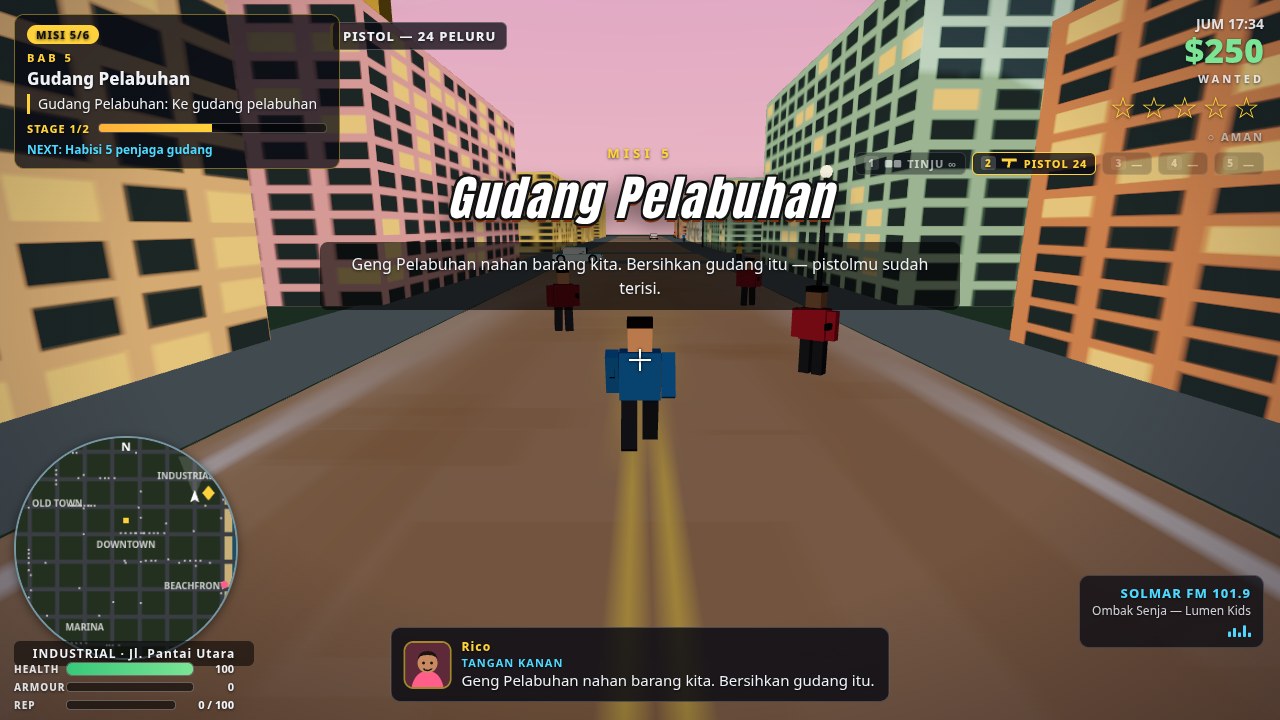 MISI 5/6
BAB 5
Gudang Pelabuhan
Gudang Pelabuhan: Ke gudang pelabuhan
STAGE 1/2
NEXT: Habisi 5 penjaga gudang
PISTOL — 24 PELURU
JUM 17:34
$250
WANTED
AMAN
1 TINJU ∞
2 PISTOL 24
3 —
4 —
5 —
MISI 5
Gudang Pelabuhan
Geng Pelabuhan nahan barang kita. Bersihkan gudang itu — pistolmu sudah
terisi.
N
INDUSTRIA
OLD TOWN
DOWNTOWN
BEACHFRONT
MARINA
INDUSTRIAL · Jl. Pantai Utara
HEALTH 100
ARMOUR 0
REP 0 / 100
Rico
TANGAN KANAN
Geng Pelabuhan nahan barang kita. Bersihkan gudang itu.
SOLMAR FM 101.9
Ombak Senja — Lumen Kids